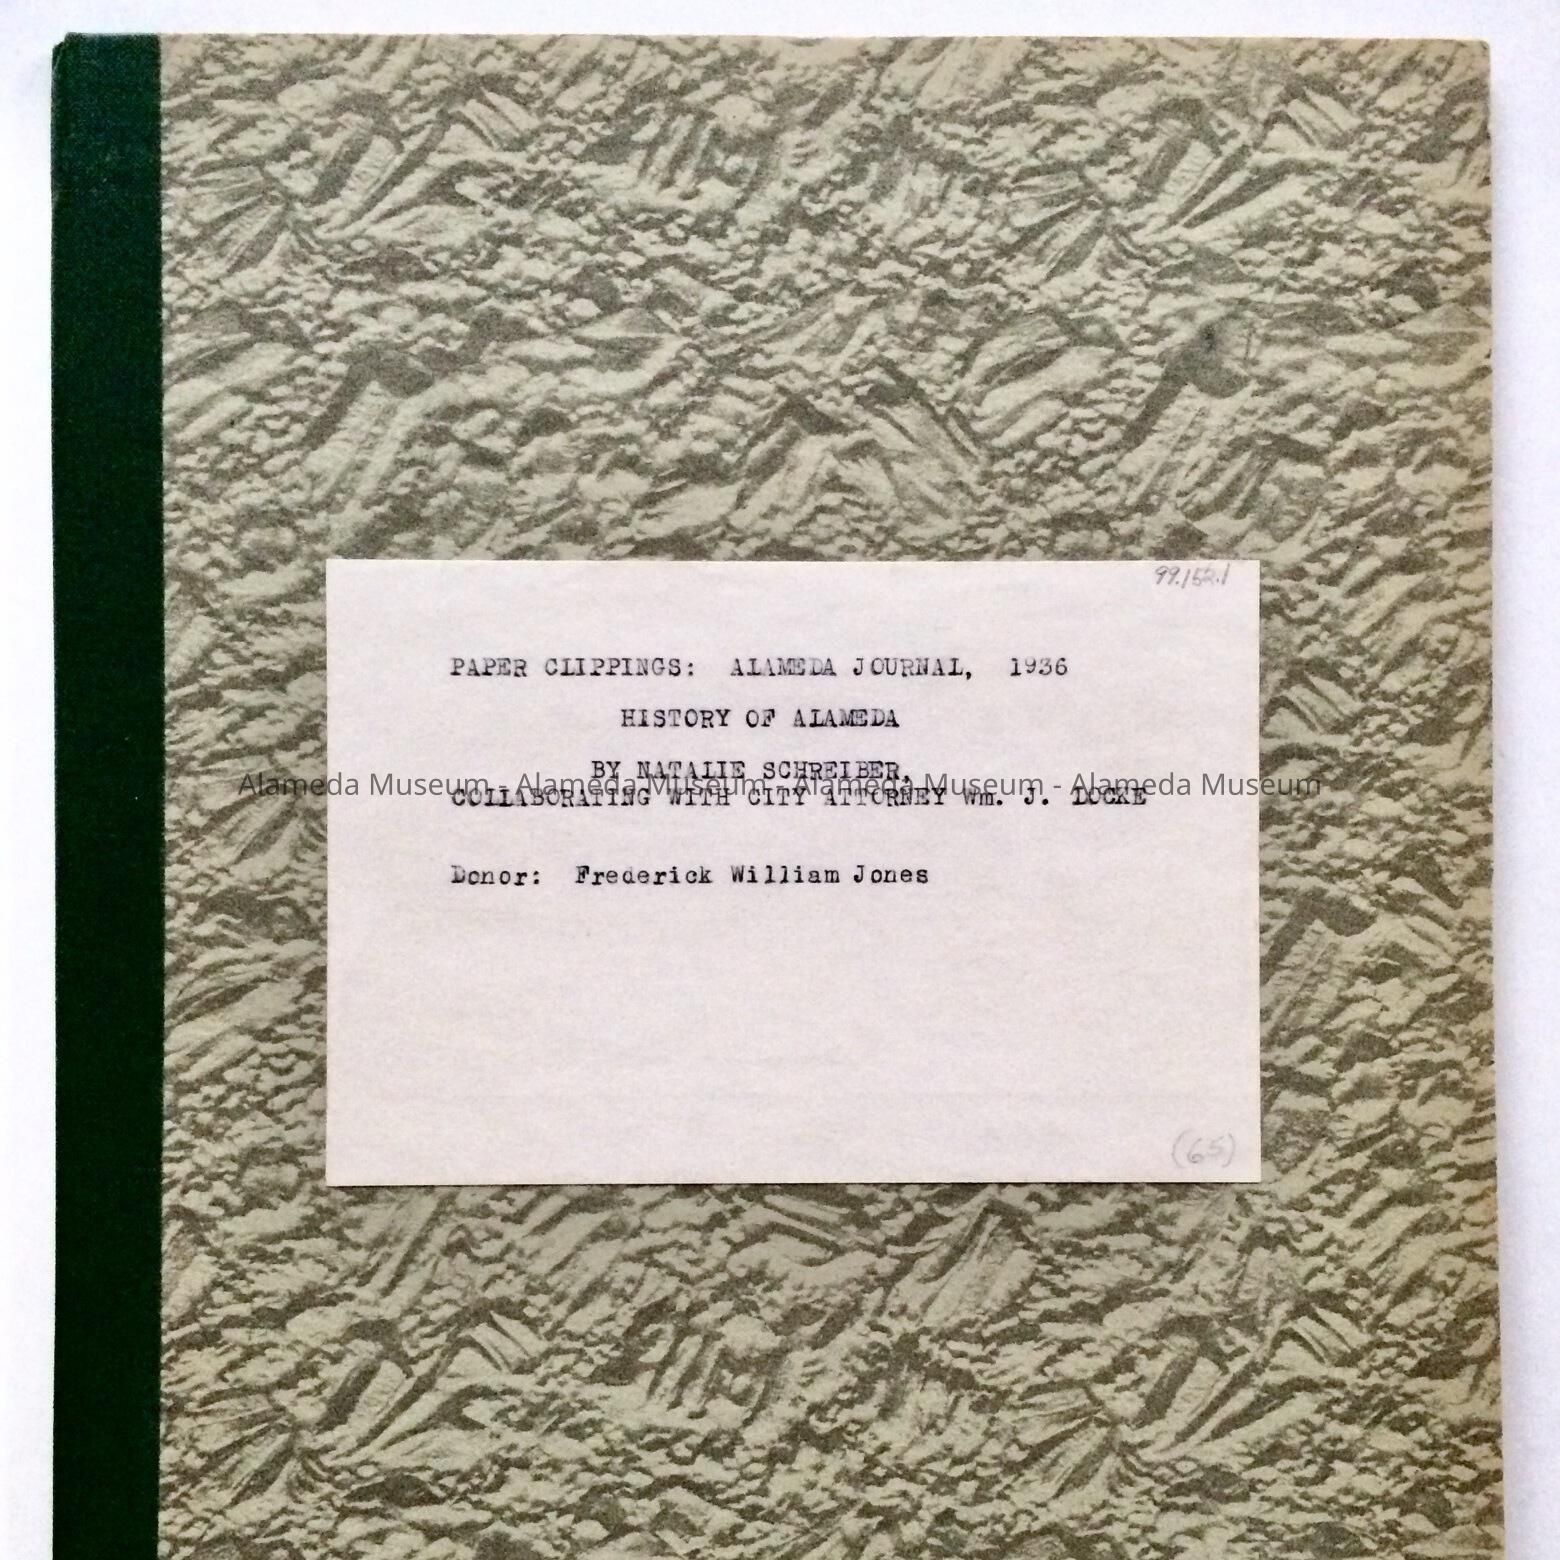 99.152.1
PAPER CLIPPINGS: ALAMEDA JOURNAL, 1936
HISTORY OF ALAMEDA
BY NATALIE SCHREIBER,
Alameda Museum - Alameda Museum - Alameda Museum - Alameda Museum
COLLABORATING WITH CITY ATTORNEY Wm. J. LOCKE
Donor: Frederick William Jones
(65)